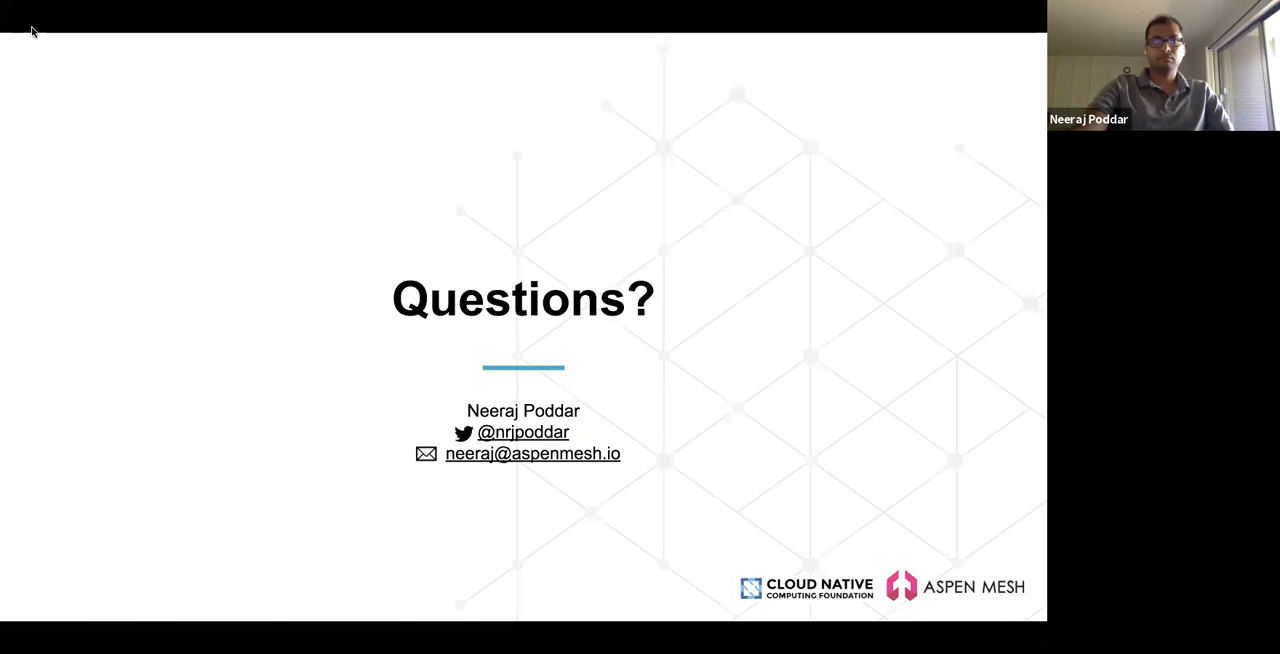 Questions?
Neeraj Poddar
@nrjpoddar
neeraj@aspenmesh.io
CLOUD NATIVE
COMPUTING FOUNDATION
ASPEN MESH
Neeraj Poddar